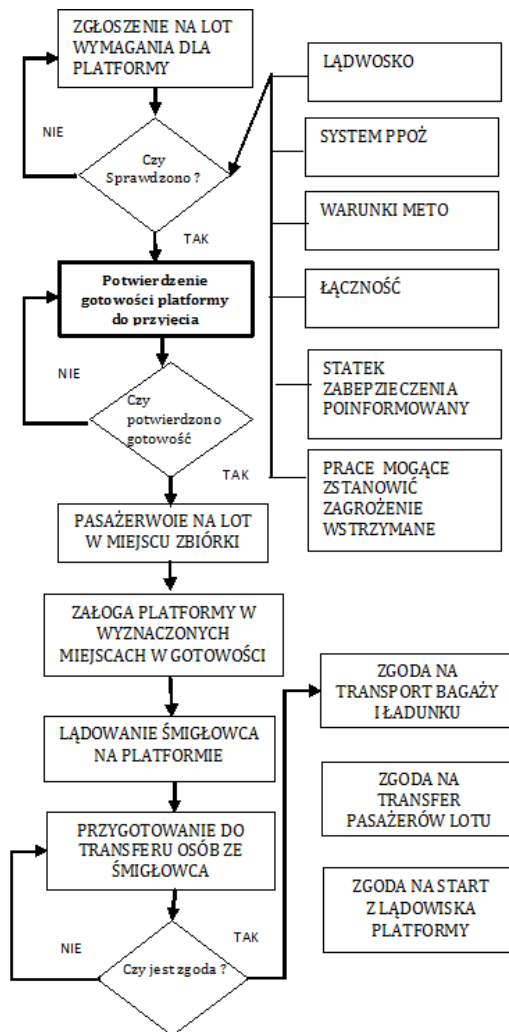 ZGŁOSZENIE NA LOT
WYMAGANIA DLA
PLATFORMY
NIE
Czy
Sprawdzono ?
TAK
LĄDWOSKO
SYSTEM PPOŻ
WARUNKI METO
ŁĄCZNOŚĆ
STATEK
ZABEPIECZENIA
POINFORMOWANY
PRACE MOGĄCE
ZSTANOWIĆ
ZAGROŻENIE
WSTRZYMANE
Potwierdzenie
gotowości platformy
do przyjęcia
NIE
Czy
potwierdzono
gotowość
TAK
PASAŻERWOIE NA LOT
W MIEJSCU ZBIÓRKI
ZAŁOGA PLATFORMY W
WYZNACZONYCH
MIEJSCACH W GOTOWOŚCI
LĄDOWANIE ŚMIGŁOWCA
NA PLATFORMIE
PRZYGOTOWANIE DO
TRANSFERU OSÓB ZE
ŚMIGŁOWCA
NIE
TAK
Czy jest zgoda ?
ZGODA NA
TRANSPORT BAGAŻY
I ŁADUNKU
ZGODA NA
TRANSFER
PASAŻERÓW LOTU
ZGODA NA START
Z LĄDOWISKA
PLATFORMY